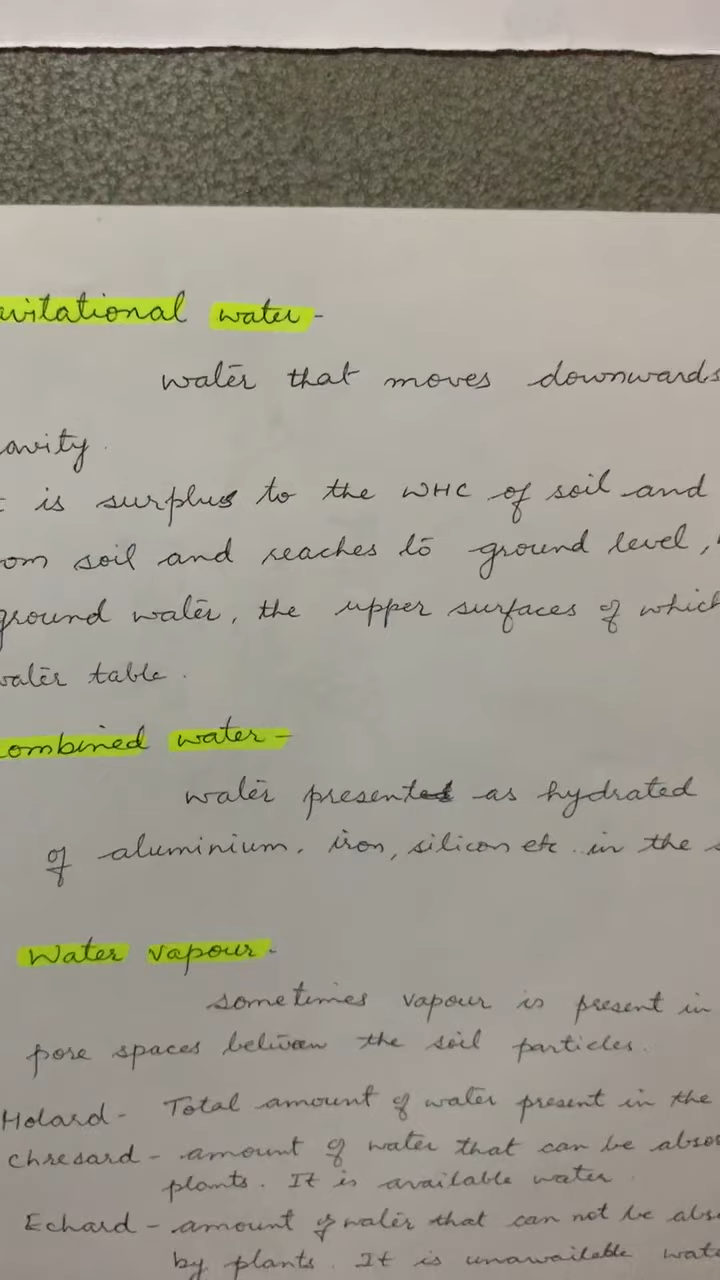 avitational water -
water that moves downwards
avity.
is surplus to the WHC of soil and
om soil and reaches to ground level,
ground water, the upper surfaces of which
water table.
ombined water -
water presented as hydrated
of aluminium, iron, silicon etc. in the s
Water vapour -
sometimes vapour is present in
pore spaces between the soil particles.
Holard - Total amount of water present in the
chresard - amount of water that can be absor
plants. It is available water
Echard - amount of water that can not be abs
by plants. It is unavailable wat